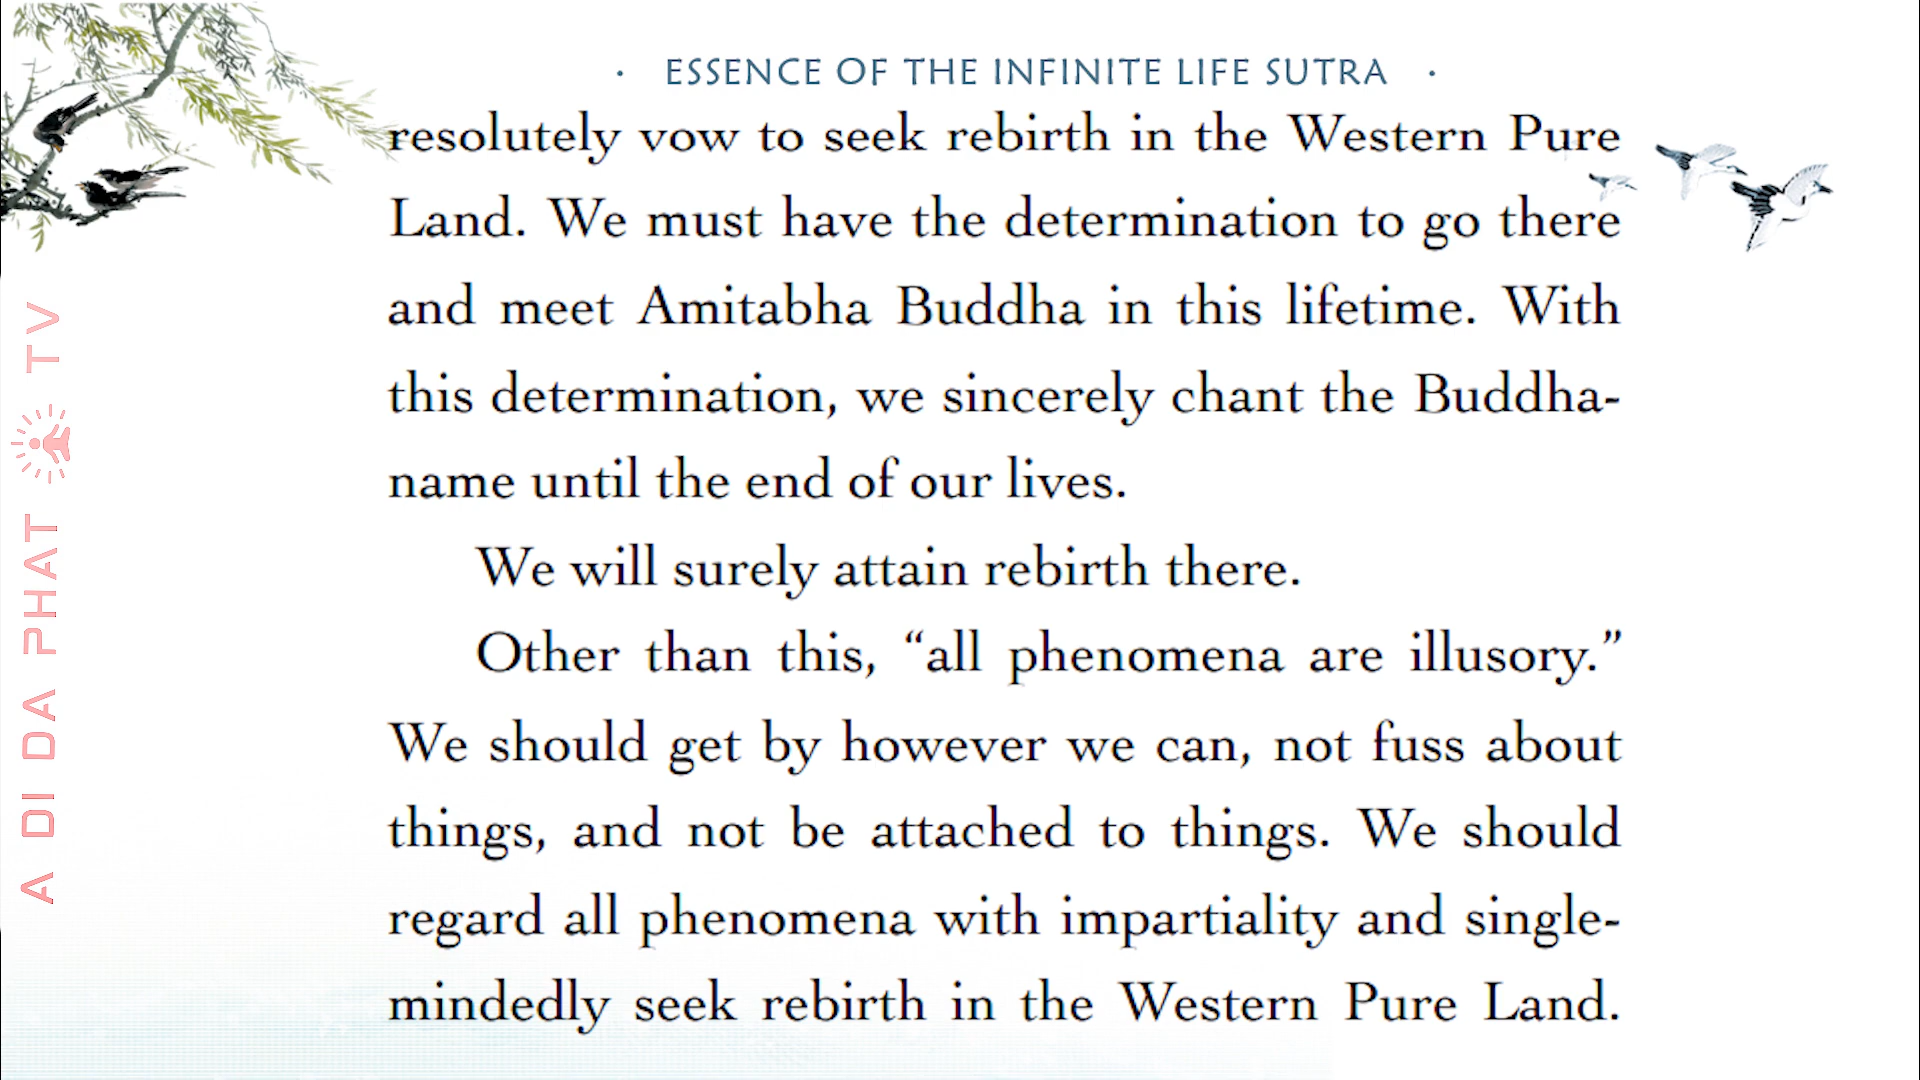 · ESSENCE OF THE INFINITE LIFE SUTRA ·
resolutely vow to seek rebirth in the Western Pure
Land. We must have the determination to go there
and meet Amitabha Buddha in this lifetime. With
this determination, we sincerely chant the Buddha-
name until the end of our lives.
We will surely attain rebirth there.
Other than this, “all phenomena are illusory.”
We should get by however we can, not fuss about
things, and not be attached to things. We should
regard all phenomena with impartiality and single-
mindedly seek rebirth in the Western Pure Land.
A DI DA PHAT TV